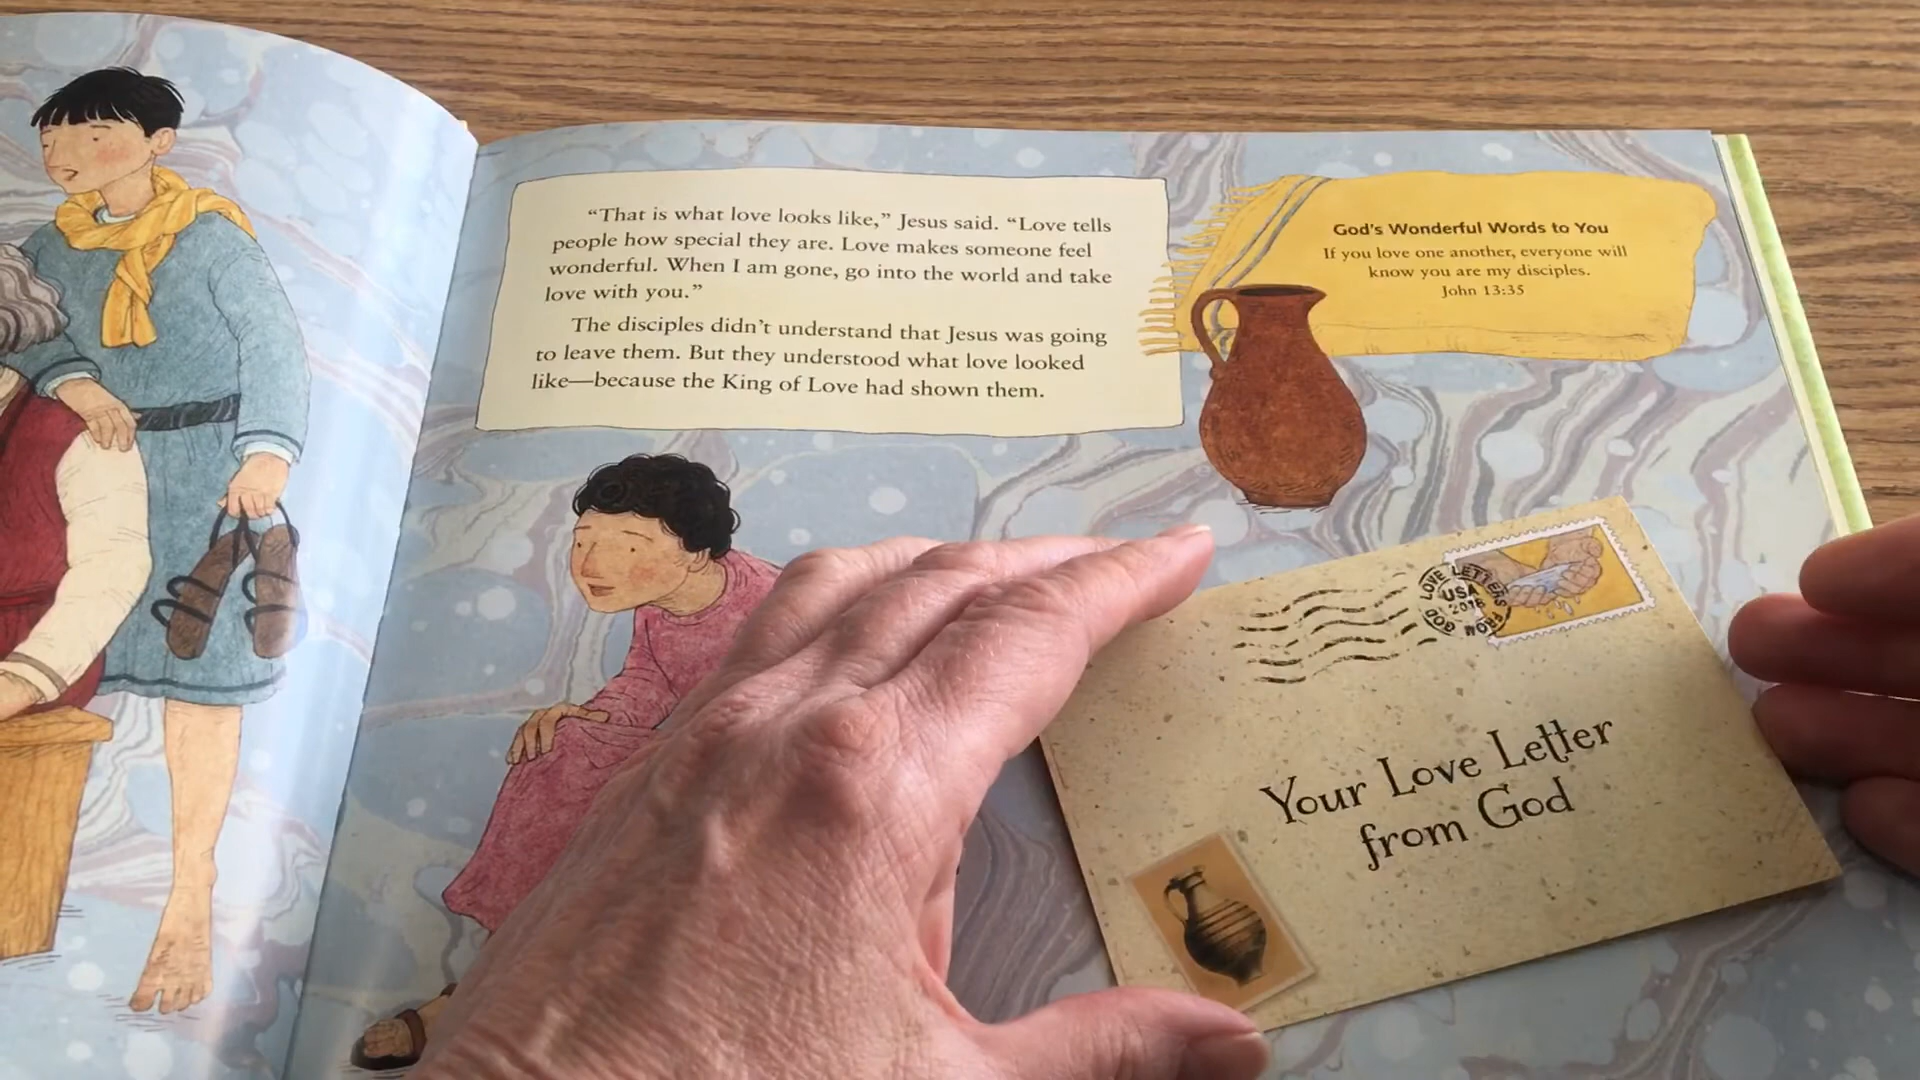 “That is what love looks like,” Jesus said. “Love tells
people how special they are. Love makes someone feel
wonderful. When I am gone, go into the world and take
love with you.”
The disciples didn’t understand that Jesus was going
to leave them. But they understood what love looked
like—because the King of Love had shown them.
God’s Wonderful Words to You
If you love one another, everyone will
know you are my disciples.
John 13:35
LOVE LETTERS FROM GOD
USA
2018
Your Love Letter
from God